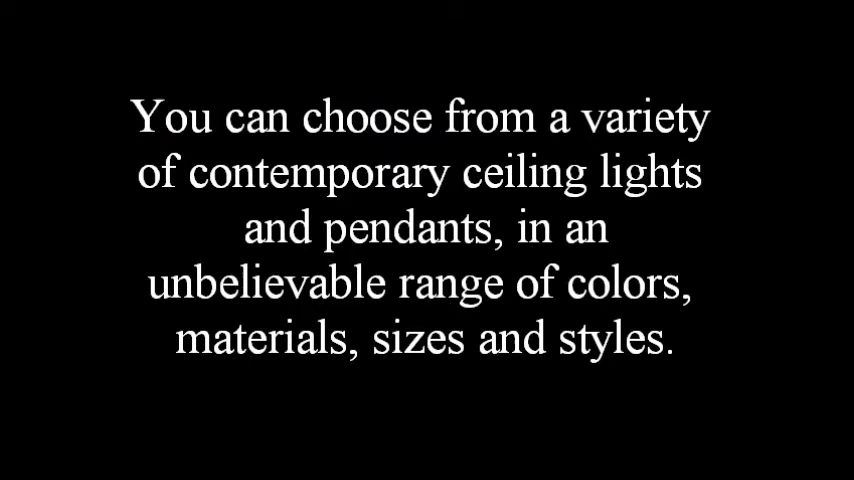 You can choose from a variety
of contemporary ceiling lights
and pendants, in an
unbelievable range of colors,
materials, sizes and styles.